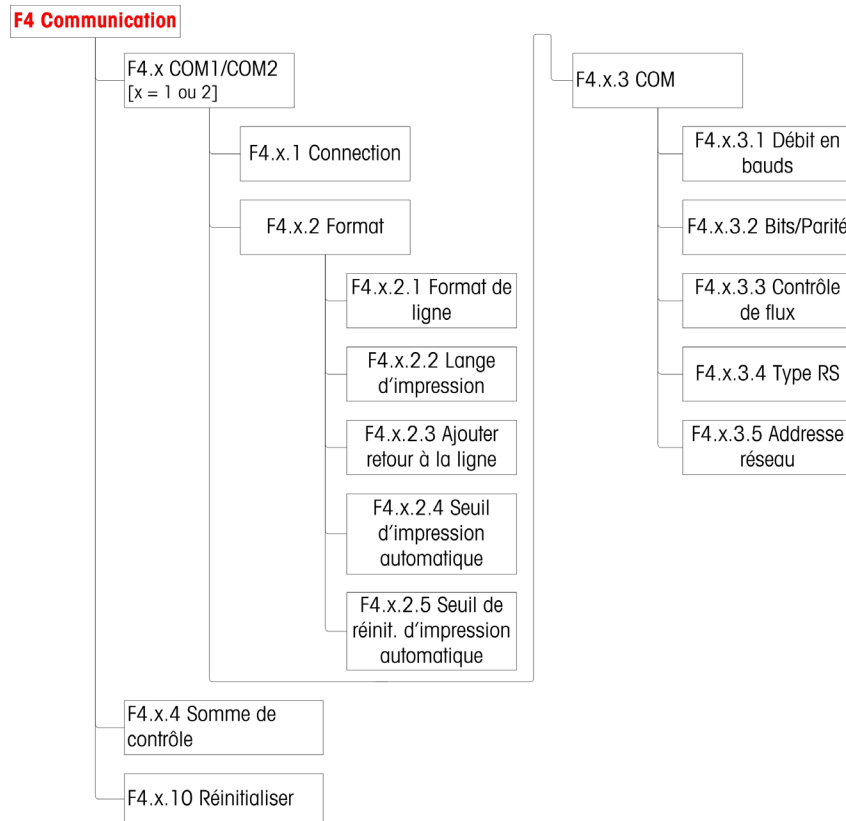 F4 Communication
F4.x COM1/COM2
[x = 1 ou 2]
F4.x.1 Connection
F4.x.2 Format
F4.x.2.1 Format de
ligne
F4.x.2.2 Lange
d'impression
F4.x.2.3 Ajouter
retour à la ligne
F4.x.2.4 Seuil
d'impression
automatique
F4.x.2.5 Seuil de
réinit. d'impression
automatique
F4.x.3 COM
F4.x.3.1 Débit en
bauds
F4.x.3.2 Bits/Parité
F4.x.3.3 Contrôle
de flux
F4.x.3.4 Type RS
F4.x.3.5 Addresse
réseau
F4.x.4 Somme de
contrôle
F4.x.10 Réinitialiser